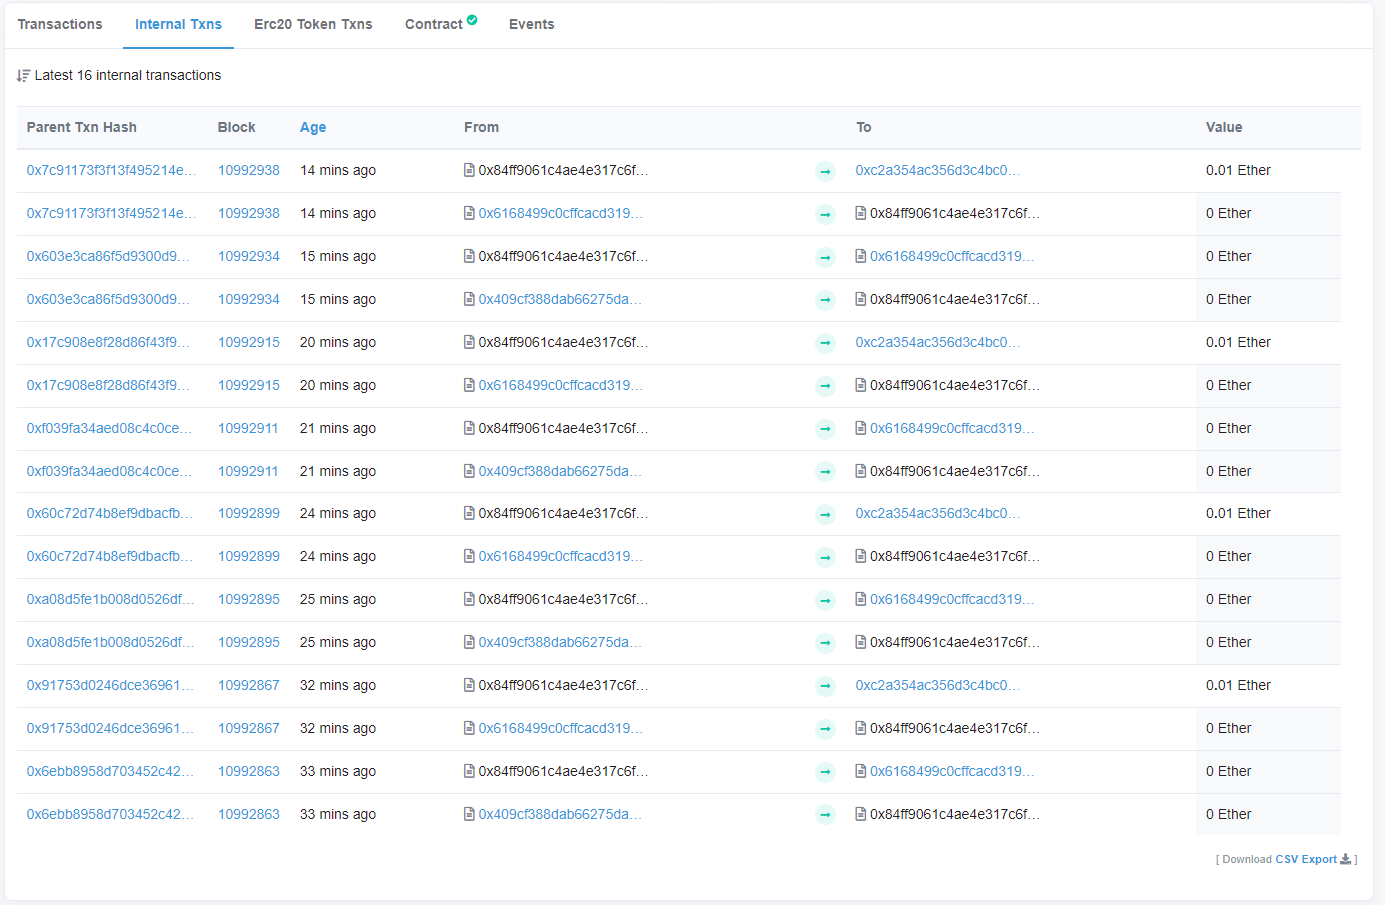 Transactions Internal Txns Erc20 Token Txns Contract Events
Latest 16 internal transactions
Parent Txn Hash Block Age From To Value
0x7c91173f3f13f495214e... 10992938 14 mins ago 0x84ff9061c4ae4e317c6f... 0xc2a354ac356d3c4bc0... 0.01 Ether
0x7c91173f3f13f495214e... 10992938 14 mins ago 0x6168499c0cffcacd319... 0x84ff9061c4ae4e317c6f... 0 Ether
0x603e3ca86f5d9300d9... 10992934 15 mins ago 0x84ff9061c4ae4e317c6f... 0x6168499c0cffcacd319... 0 Ether
0x603e3ca86f5d9300d9... 10992934 15 mins ago 0x409cf388dab66275da... 0x84ff9061c4ae4e317c6f... 0 Ether
0x17c908e8f28d86f43f9... 10992915 20 mins ago 0x84ff9061c4ae4e317c6f... 0xc2a354ac356d3c4bc0... 0.01 Ether
0x17c908e8f28d86f43f9... 10992915 20 mins ago 0x6168499c0cffcacd319... 0x84ff9061c4ae4e317c6f... 0 Ether
0xf039fa34aed08c4c0ce... 10992911 21 mins ago 0x84ff9061c4ae4e317c6f... 0x6168499c0cffcacd319... 0 Ether
0xf039fa34aed08c4c0ce... 10992911 21 mins ago 0x409cf388dab66275da... 0x84ff9061c4ae4e317c6f... 0 Ether
0x60c72d74b8ef9dbacfb... 10992899 24 mins ago 0x84ff9061c4ae4e317c6f... 0xc2a354ac356d3c4bc0... 0.01 Ether
0x60c72d74b8ef9dbacfb... 10992899 24 mins ago 0x6168499c0cffcacd319... 0x84ff9061c4ae4e317c6f... 0 Ether
0xa08d5fe1b008d0526df... 10992895 25 mins ago 0x84ff9061c4ae4e317c6f... 0x6168499c0cffcacd319... 0 Ether
0xa08d5fe1b008d0526df... 10992895 25 mins ago 0x409cf388dab66275da... 0x84ff9061c4ae4e317c6f... 0 Ether
0x91753d0246dce36961... 10992867 32 mins ago 0x84ff9061c4ae4e317c6f... 0xc2a354ac356d3c4bc0... 0.01 Ether
0x91753d0246dce36961... 10992867 32 mins ago 0x6168499c0cffcacd319... 0x84ff9061c4ae4e317c6f... 0 Ether
0x6ebb8958d703452c42... 10992863 33 mins ago 0x84ff9061c4ae4e317c6f... 0x6168499c0cffcacd319... 0 Ether
0x6ebb8958d703452c42... 10992863 33 mins ago 0x409cf388dab66275da... 0x84ff9061c4ae4e317c6f... 0 Ether
[ Download CSV Export ]